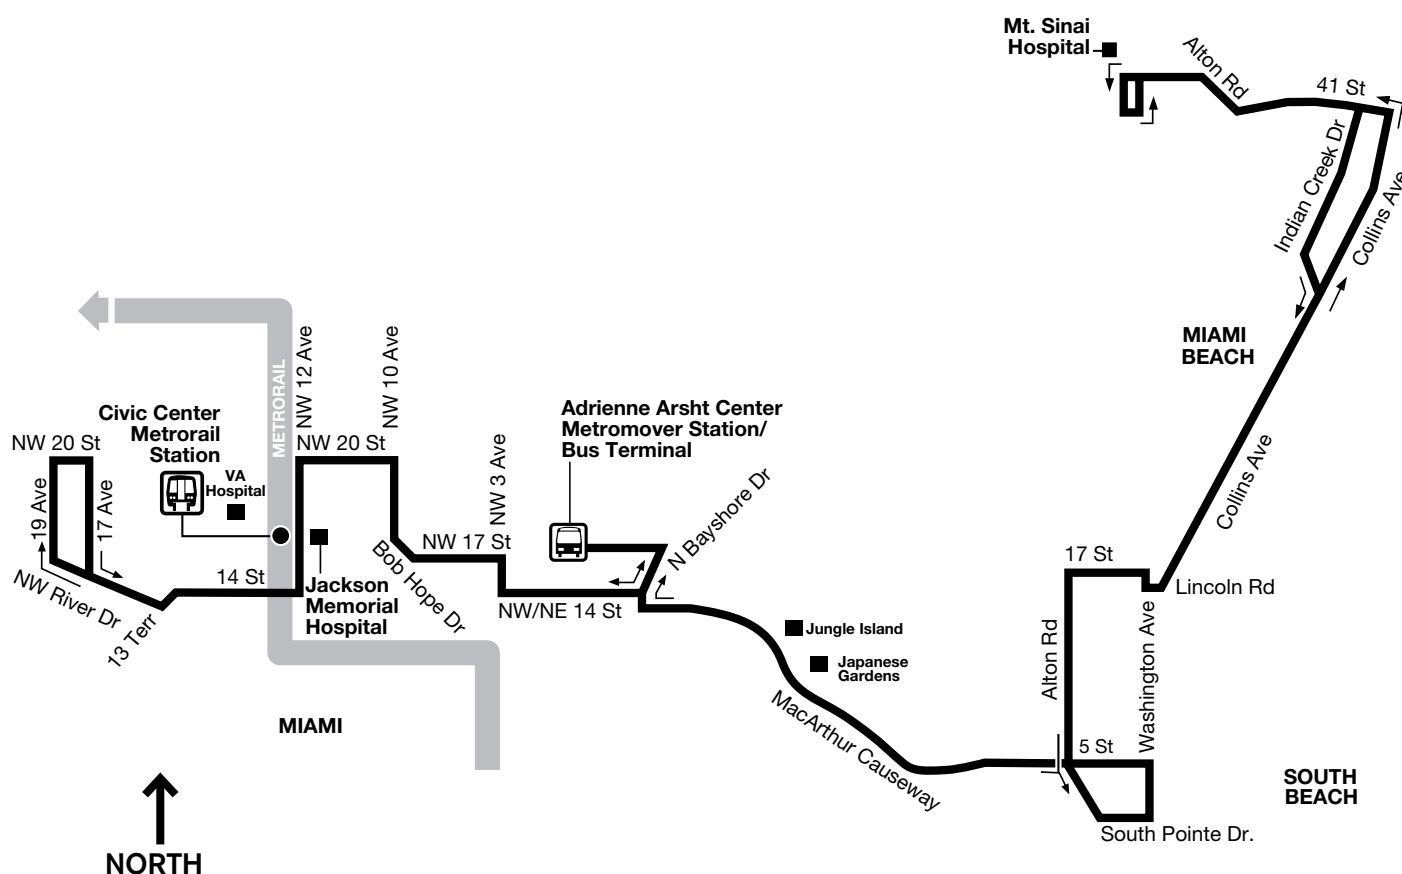 Mt. Sinai
Hospital
Alton Rd
41 St
Indian Creek Dr
Collins Ave
MIAMI
BEACH
METRORAIL
NW 12 Ave
NW 10 Ave
Civic Center
Metrorail
Station
NW 20 St
NW 20 St
VA
Hospital
19 Ave
17 Ave
NW River Dr
13 Terr
14 St
Jackson
Memorial
Hospital
Bob Hope Dr
NW 17 St
NW 3 Ave
NW/NE 14 St
Adrienne Arsht Center
Metromover Station/
Bus Terminal
N Bayshore Dr
Jungle Island
Japanese
Gardens
MacArthur Causeway
Collins Ave
17 St
Lincoln Rd
Alton Rd
Washington Ave
5 St
South Pointe Dr.
SOUTH
BEACH
MIAMI
NORTH